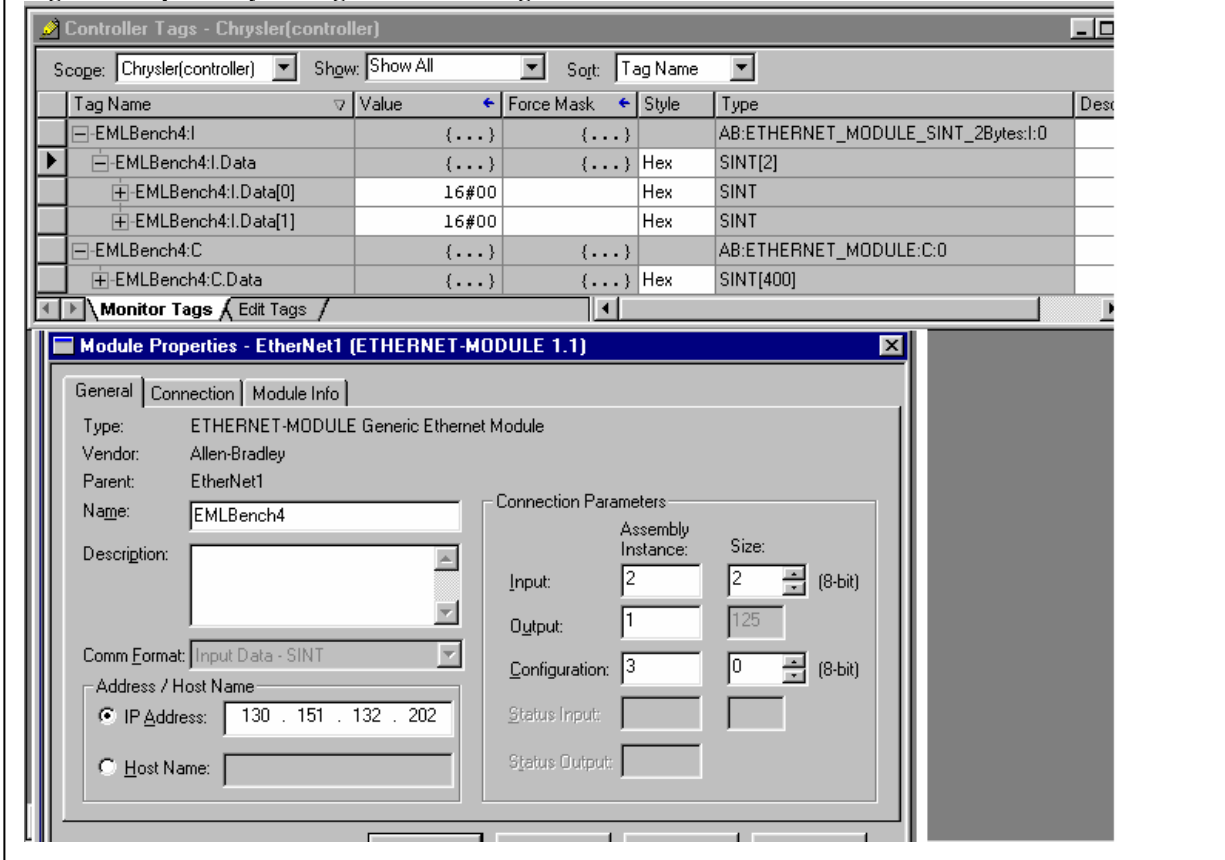 Controller Tags - Chrysler(controller)
Scope: Chrysler(controller) Show: Show All Sort: Tag Name
Tag Name Value Force Mask Style Type Desc
EMLBench4:I {...} {...} AB:ETHERNET_MODULE_SINT_2Bytes:I:0
EMLBench4:I.Data {...} {...} Hex SINT[2]
EMLBench4:I.Data[0] 16#00 Hex SINT
EMLBench4:I.Data[1] 16#00 Hex SINT
EMLBench4:C {...} {...} AB:ETHERNET_MODULE:C:0
EMLBench4:C.Data {...} {...} Hex SINT[400]
Monitor Tags Edit Tags
Module Properties - EtherNet1 (ETHERNET-MODULE 1.1)
General Connection Module Info
Type: ETHERNET-MODULE Generic Ethernet Module
Vendor: Allen-Bradley
Parent: EtherNet1
Name: EMLBench4
Description:
Comm Format: Input Data - SINT
Address / Host Name
IP Address: 130 . 151 . 132 . 202
Host Name:
Connection Parameters
Assembly
Instance: Size:
Input: 2 2 (8-bit)
Output: 1 125
Configuration: 3 0 (8-bit)
Status Input:
Status Output: